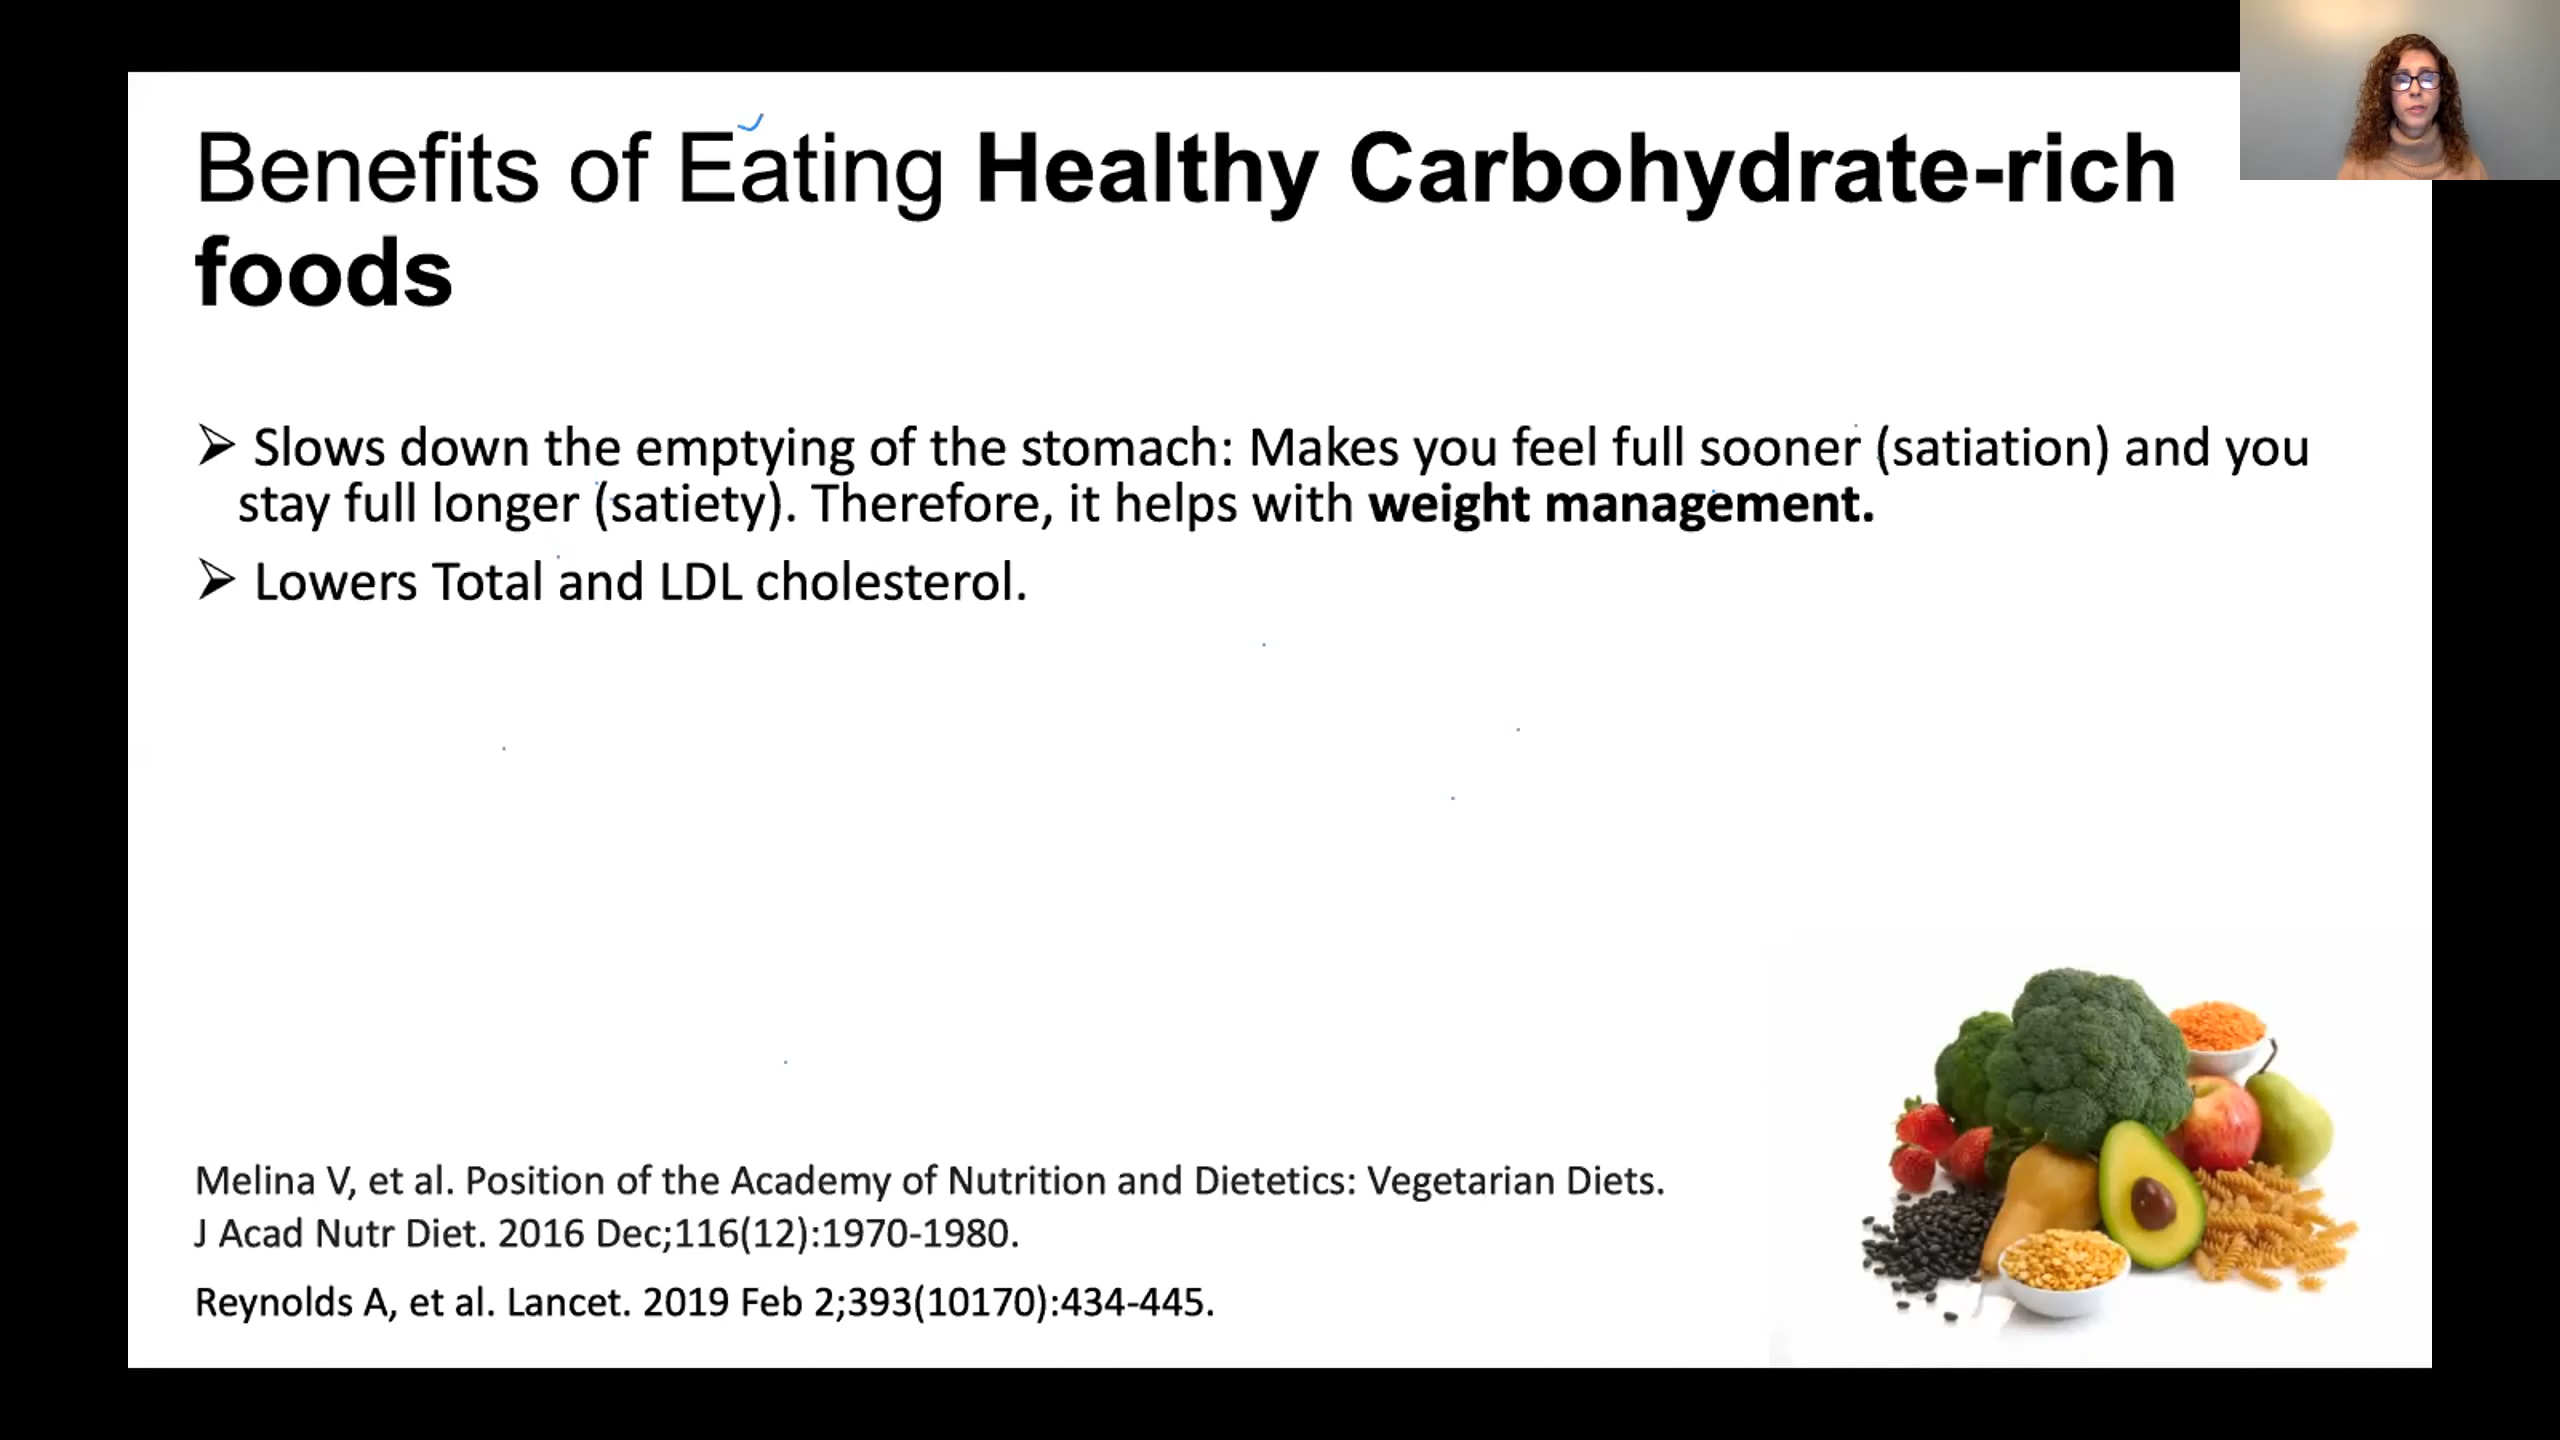 Benefits of Eating Healthy Carbohydrate-rich
foods
➢ Slows down the emptying of the stomach: Makes you feel full sooner (satiation) and you
stay full longer (satiety). Therefore, it helps with weight management.
➢ Lowers Total and LDL cholesterol.
Melina V, et al. Position of the Academy of Nutrition and Dietetics: Vegetarian Diets.
J Acad Nutr Diet. 2016 Dec;116(12):1970-1980.
Reynolds A, et al. Lancet. 2019 Feb 2;393(10170):434-445.